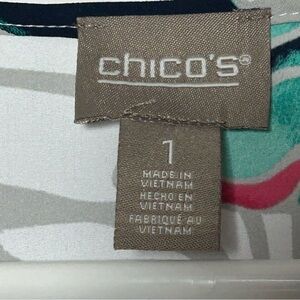 chico's®
1
MADE IN
VIETNAM
HECHO EN
VIETNAM
FABRIQUÉ AU
VIETNAM